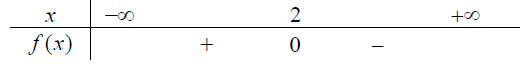 x −∞ 2 +∞
f(x) + 0 −